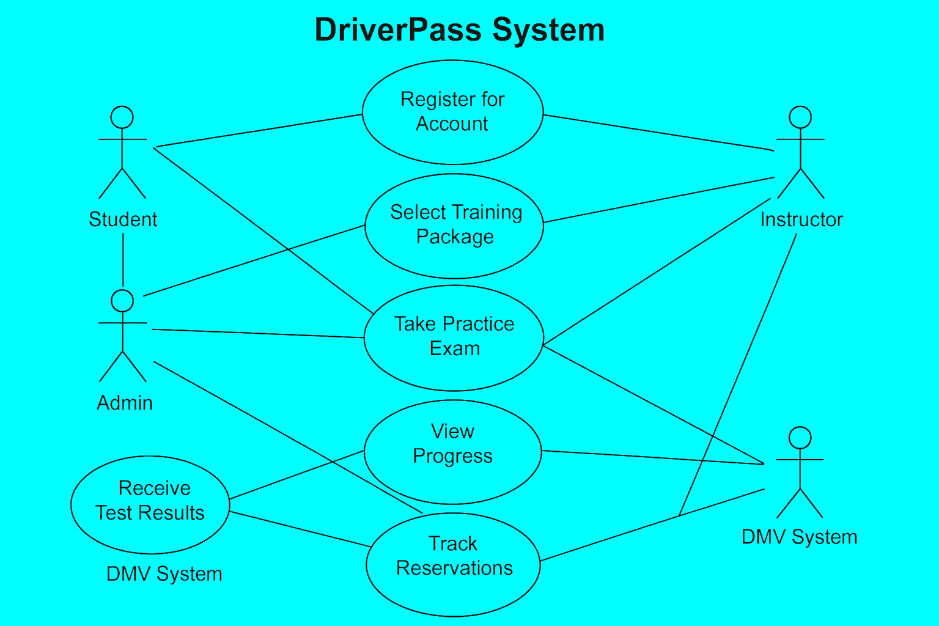 DriverPass System
Register for
Account
Student
Instructor
Select Training
Package
Take Practice
Exam
Admin
View
Progress
Receive
Test Results
DMV System
Track
Reservations
DMV System